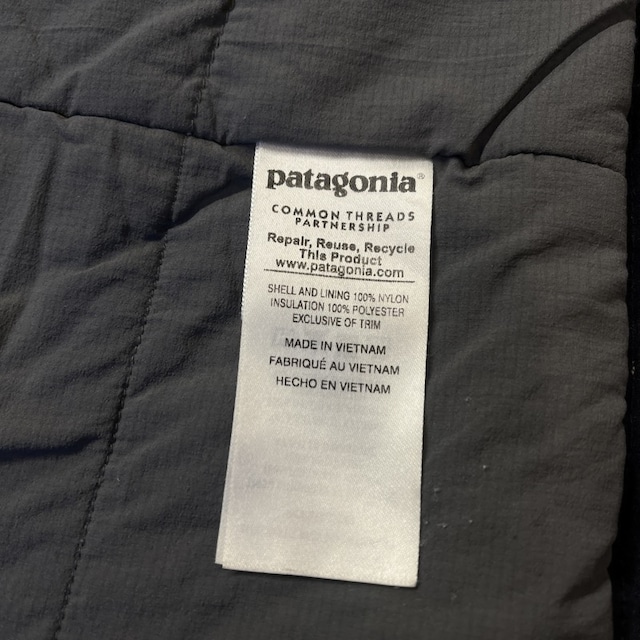 patagonia®
COMMON THREADS
PARTNERSHIP
Repair, Reuse, Recycle
This Product
www.patagonia.com
SHELL AND LINING 100% NYLON
INSULATION 100% POLYESTER
EXCLUSIVE OF TRIM
MADE IN VIETNAM
FABRIQUÉ AU VIETNAM
HECHO EN VIETNAM